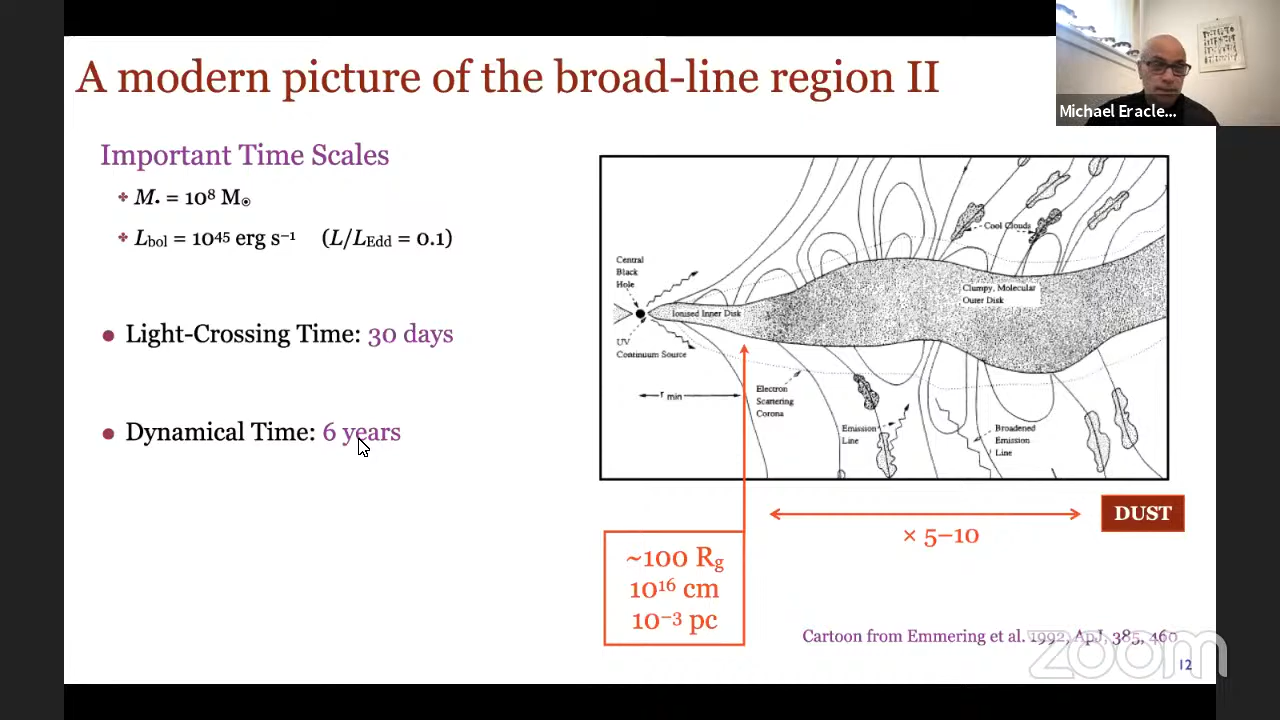 A modern picture of the broad-line region II
Michael Eracle...
Important Time Scales
M• = 10⁸ M⊙
Lbol = 10⁴⁵ erg s⁻¹ (L/LEdd = 0.1)
Light-Crossing Time: 30 days
Dynamical Time: 6 years
Central
Black
Hole
Ionised Inner Disk
UV
Continuum Source
r min
Cool Clouds
Clumpy, Molecular
Outer Disk
Electron
Scattering
Corona
Emission
Line
Broadened
Emission
Line
~100 Rg
10¹⁶ cm
10⁻³ pc
× 5–10
DUST
Cartoon from Emmering et al. 1992, ApJ, 385, 460
zoom
12